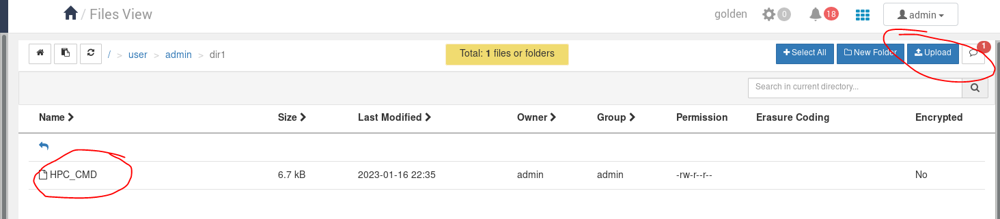 / Files View golden 0 18 admin
/ > user > admin > dir1 Total: 1 files or folders Select All New Folder Upload 1
Search in current directory...
Name Size Last Modified Owner Group Permission Erasure Coding Encrypted
HPC_CMD 6.7 kB 2023-01-16 22:35 admin admin -rw-r--r-- No